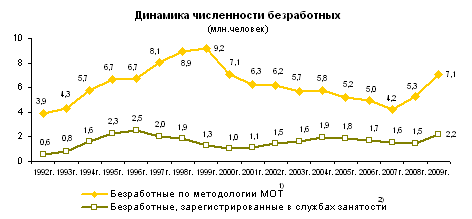 Динамика численности безработных
(млн.человек)
10
8
6
4
2
0
3,9 4,3 5,7 6,7 6,7 8,1 8,9 9,2 7,1 6,3 6,2 5,7 5,8 5,2 5,0 4,2 5,3 7,1
0,6 0,8 1,6 2,3 2,5 2,0 1,9 1,3 1,0 1,1 1,5 1,6 1,9 1,8 1,7 1,6 1,5 2,2
1992г. 1993г. 1994г. 1995г. 1996г. 1997г. 1998г. 1999г. 2000г. 2001г. 2002г. 2003г. 2004г. 2005г. 2006г. 2007г. 2008г. 2009г.
Безработные по методологии МОТ 1)
Безработные, зарегистрированные в службах занятости 2)